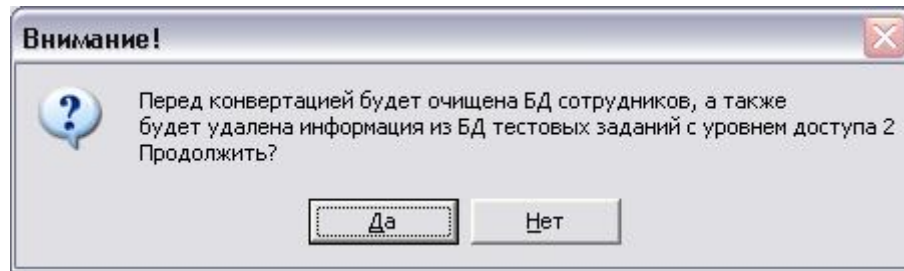 Внимание!
Перед конвертацией будет очищена БД сотрудников, а также
будет удалена информация из БД тестовых заданий с уровнем доступа 2
Продолжить?
Да
Нет